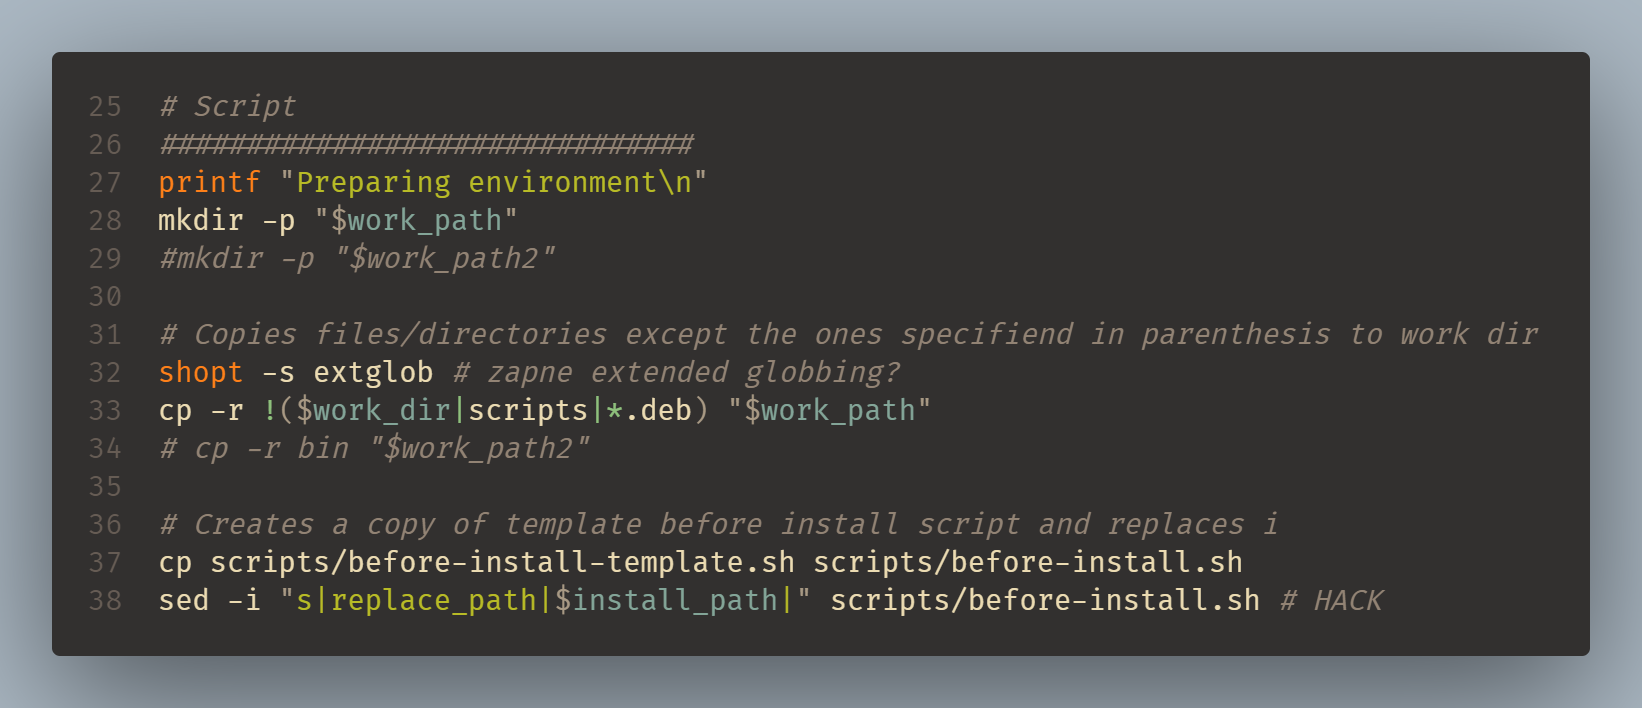 25 # Script
26 ###############################
27 printf "Preparing environment\n"
28 mkdir -p "$work_path"
29 #mkdir -p "$work_path2"
30
31 # Copies files/directories except the ones specifiend in parenthesis to work dir
32 shopt -s extglob # zapne extended globbing?
33 cp -r !($work_dir|scripts|*.deb) "$work_path"
34 # cp -r bin "$work_path2"
35
36 # Creates a copy of template before install script and replaces i
37 cp scripts/before-install-template.sh scripts/before-install.sh
38 sed -i "s|replace_path|$install_path|" scripts/before-install.sh # HACK